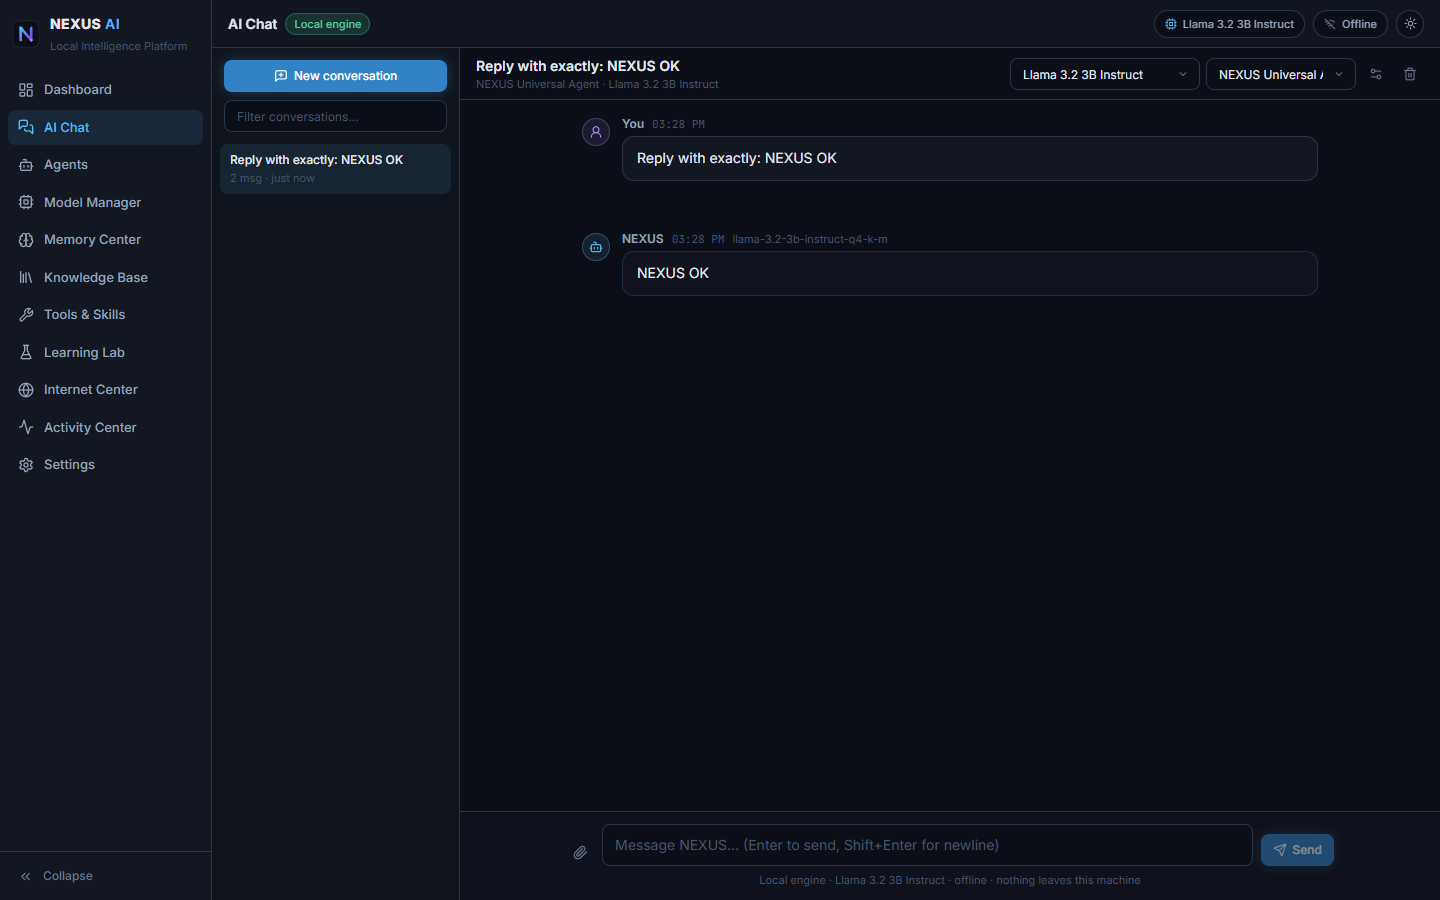 NEXUS AI
Local Intelligence Platform
Dashboard
AI Chat
Agents
Model Manager
Memory Center
Knowledge Base
Tools & Skills
Learning Lab
Internet Center
Activity Center
Settings
Collapse
AI Chat
Local engine
Llama 3.2 3B Instruct
Offline
New conversation
Filter conversations...
Reply with exactly: NEXUS OK
2 msg · just now
Reply with exactly: NEXUS OK
NEXUS Universal Agent · Llama 3.2 3B Instruct
Llama 3.2 3B Instruct
NEXUS Universal A
You 03:28 PM
Reply with exactly: NEXUS OK
NEXUS 03:28 PM llama-3.2-3b-instruct-q4-k-m
NEXUS OK
Message NEXUS... (Enter to send, Shift+Enter for newline)
Send
Local engine · Llama 3.2 3B Instruct · offline · nothing leaves this machine